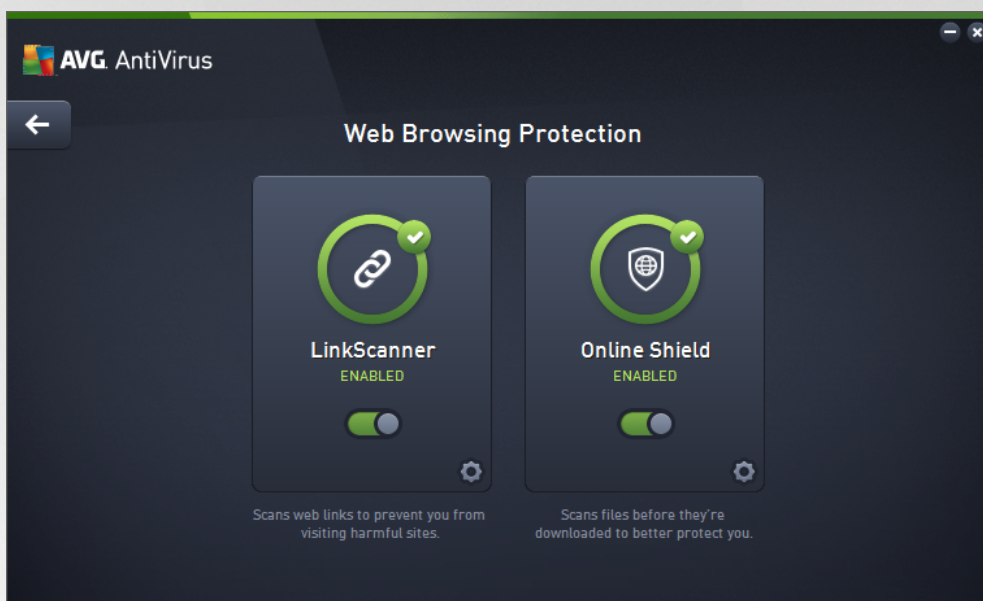 AVG. AntiVirus
Web Browsing Protection
LinkScanner
ENABLED
Scans web links to prevent you from
visiting harmful sites.
Online Shield
ENABLED
Scans files before they're
downloaded to better protect you.